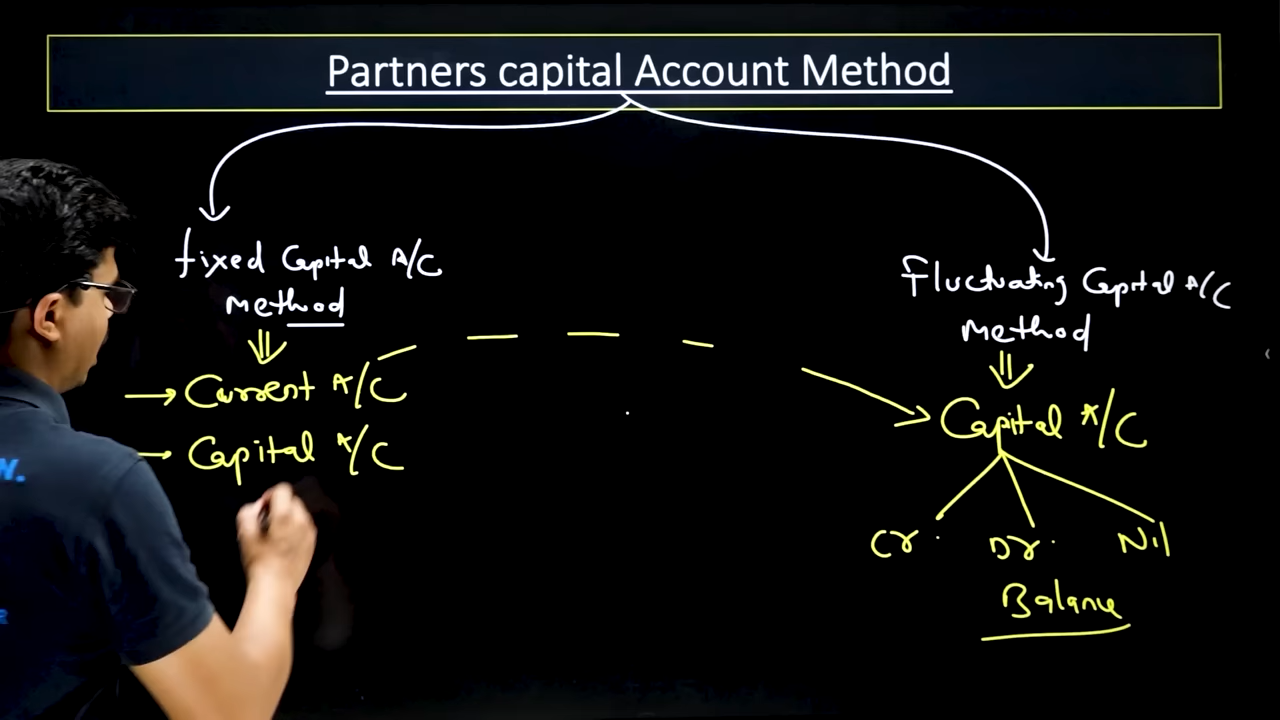 Partners capital Account Method
fixed Capital A/C
Method
Current A/C
Capital A/C
Fluctuating Capital A/C
Method
Capital A/C
Cr. Dr. Nil
Balance
W.
R